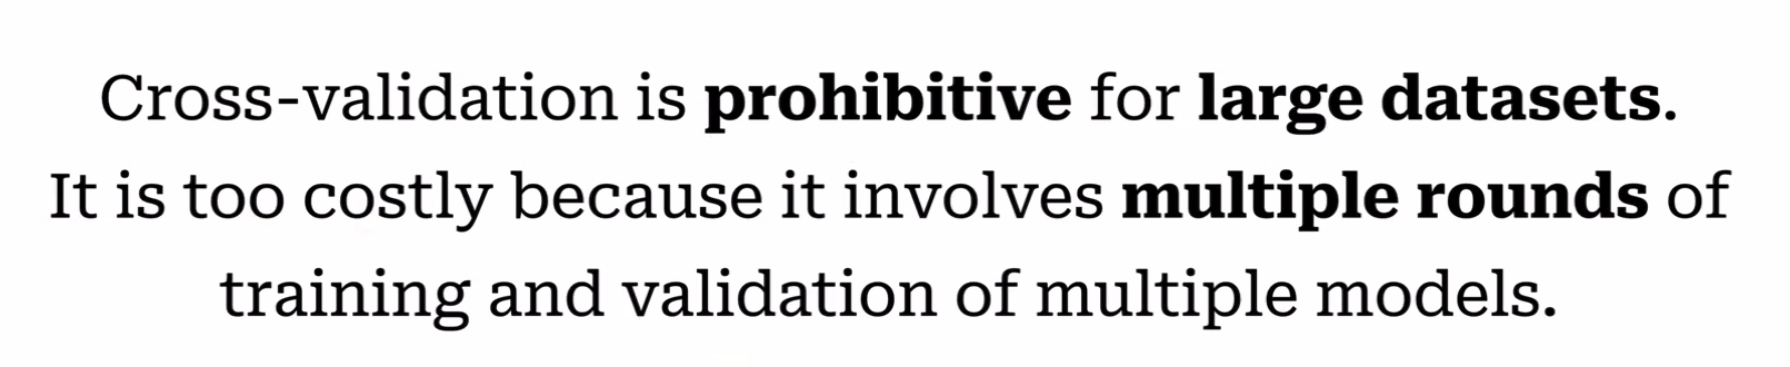 Cross-validation is prohibitive for large datasets.
It is too costly because it involves multiple rounds of
training and validation of multiple models.